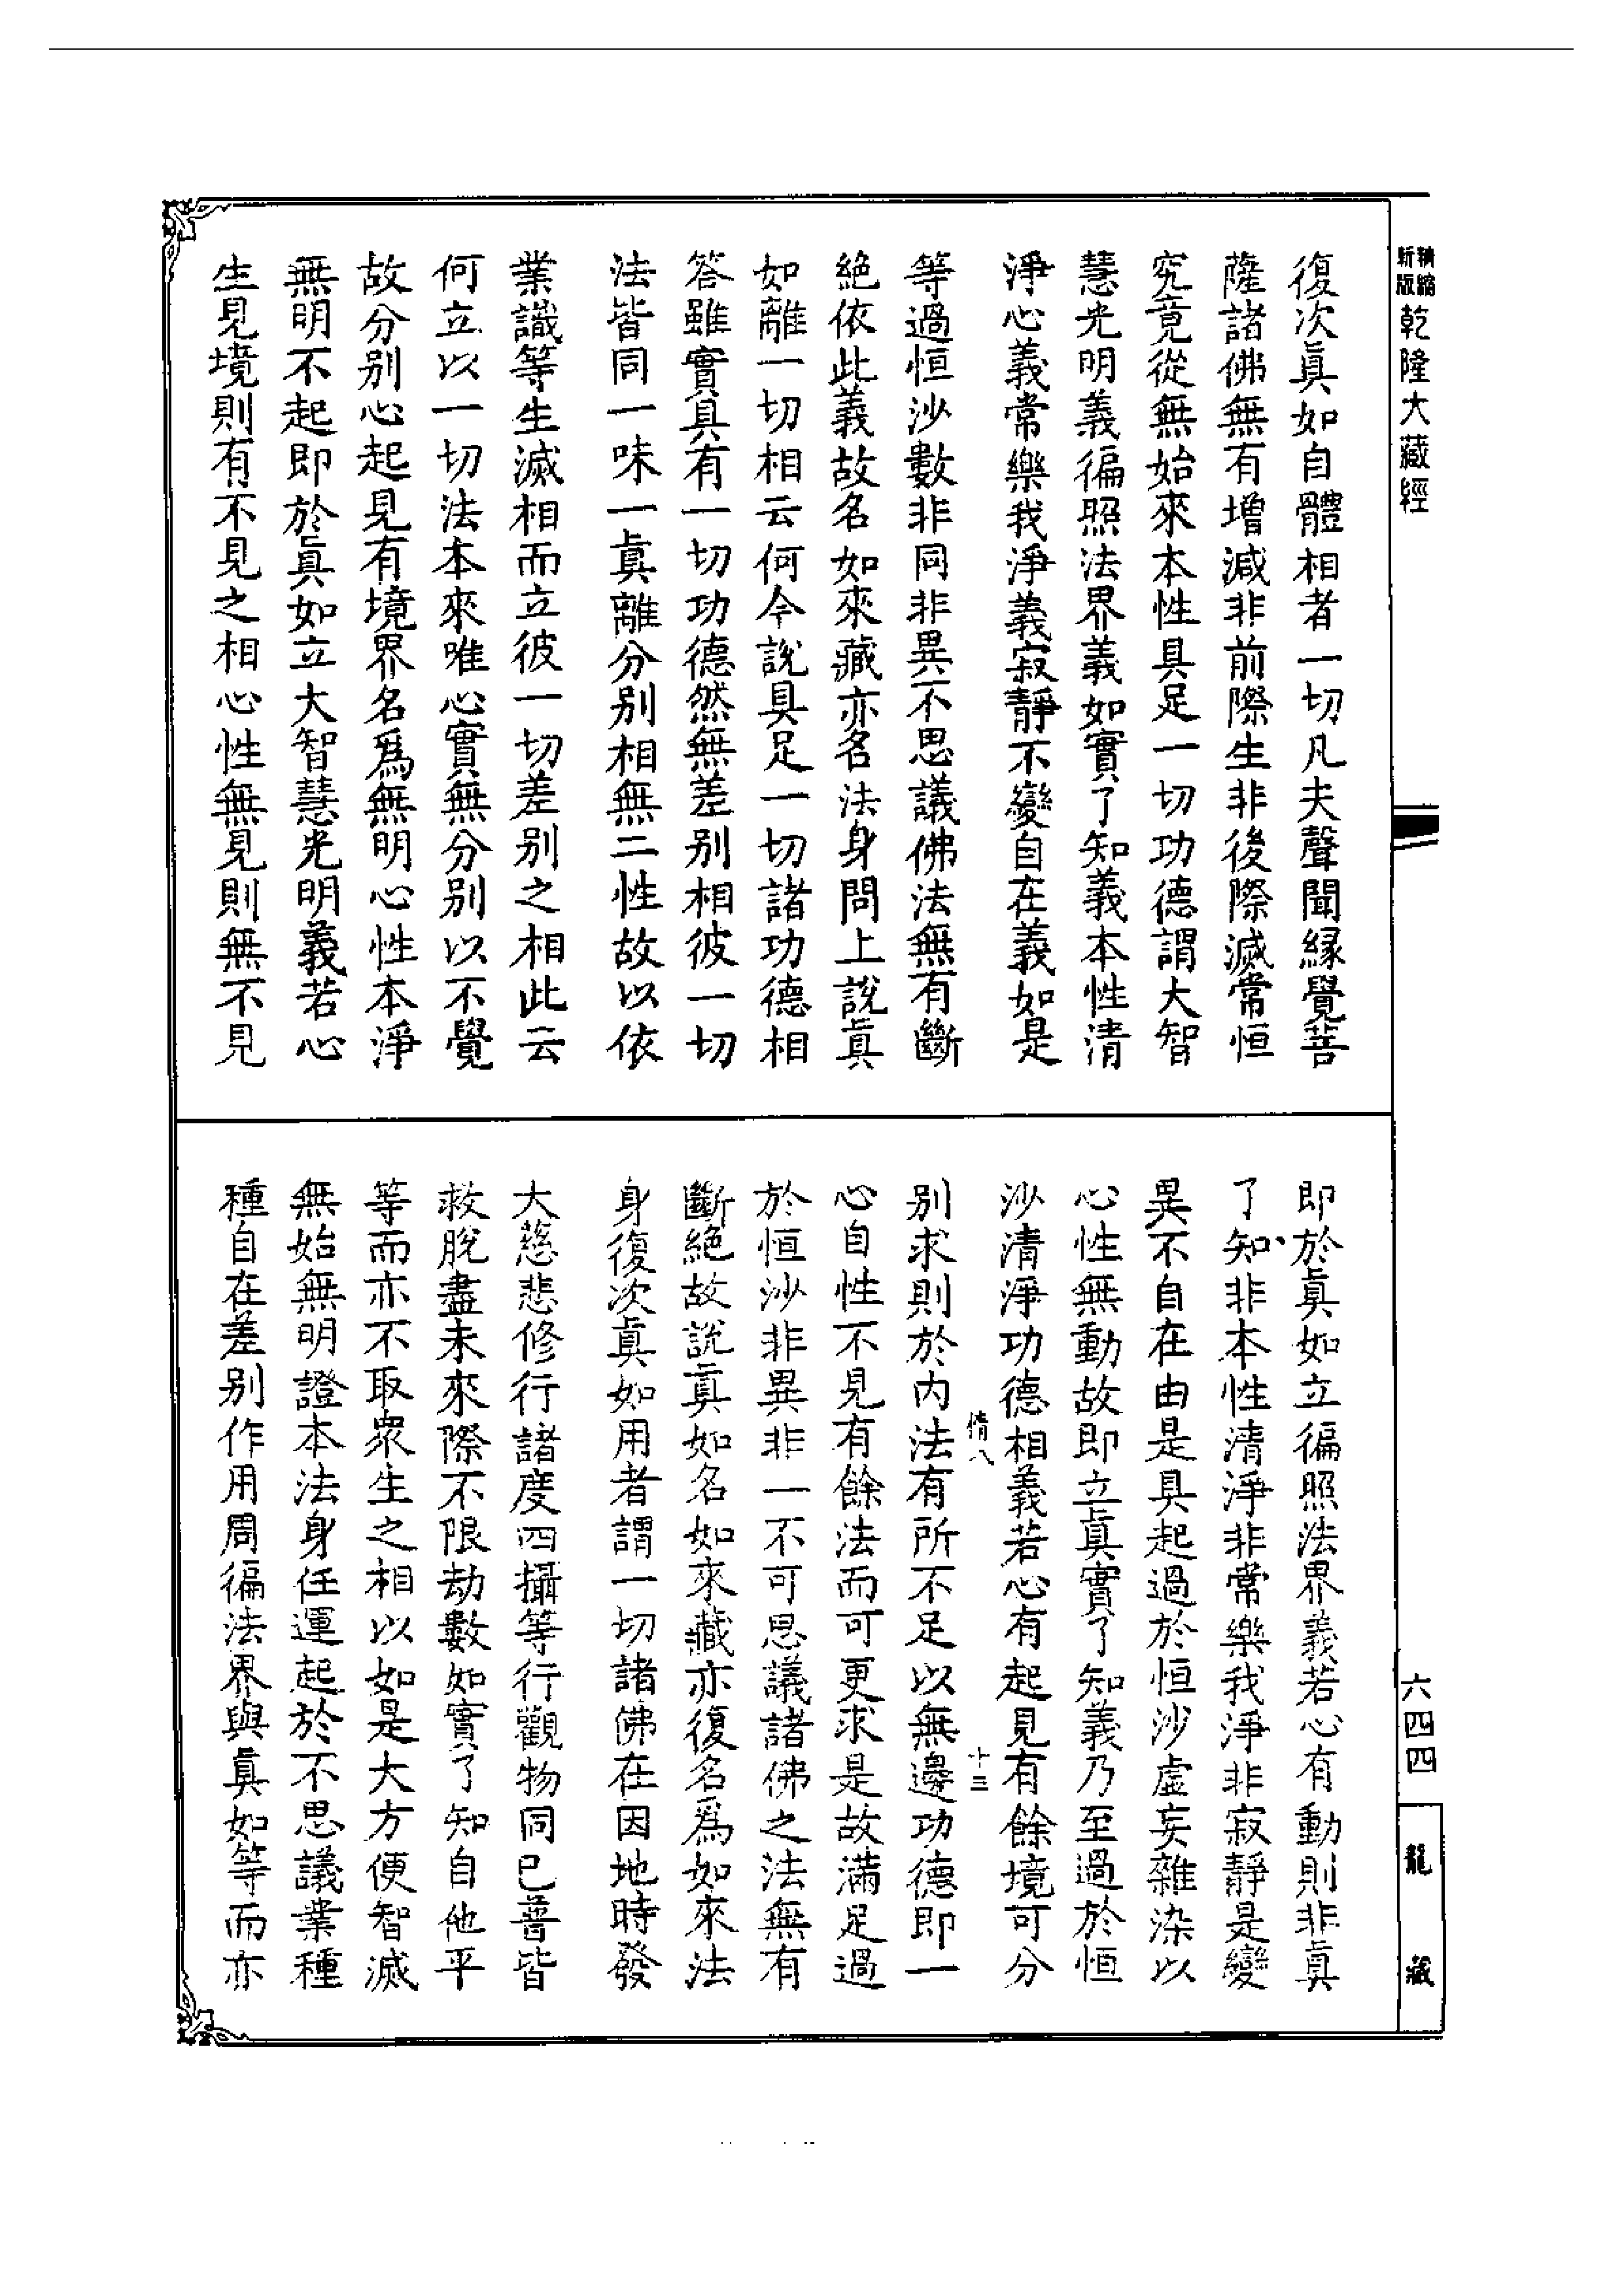 精縮
新版
乾隆大藏經
復次眞如自體相者一切凡夫聲聞縁覺菩
薩諸佛無有增減非前際生非後際滅常恒
究竟從無始來本性具足一切功德謂大智
慧光明義徧照法界義如實了知義本性清
淨心義常樂我淨義寂靜不變自在義如是
等過恒沙數非同非異不思議佛法無有斷
絕依此義故名如來藏亦名法身問上說眞
如離一切相云何今說具足一切諸功德相
答雖實具有一切功德然無差别相彼一切
法皆同一味一眞離分别相無二性故以依
業識等生滅相而立彼一切差别之相此云
何立以一切法本來唯心實無分别以不覺
故分别心起見有境界名爲無明心性本淨
無明不起即於眞如立大智慧光明義若心
生見境則有不見之相心性無見則無不見
即於眞如立徧照法界義若心有動則非眞
了知非本性清淨非常樂我淨非寂靜是變
異不自在由是具起過於恒沙虛妄雜染以
心性無動故即立眞實了知義乃至過於恒
沙清淨功德相義若心有起見有餘境可分
情八 十三
别求則於內法有所不足以無邊功德即一
心自性不見有餘法而可更求是故滿足過
於恒沙非異非一不可思議諸佛之法無有
斷絕故說眞如名如來藏亦復名爲如來法
身復次眞如用者謂一切諸佛在因地時發
大慈悲修行諸度四攝等行觀物同已普皆
救脫盡未來際不限劫數如實了知自他平
等而亦不取衆生之相以如是大方便智滅
無始無明證本法身任運起於不思議業種
種自在差别作用周徧法界與眞如等而亦
六四四
龍藏